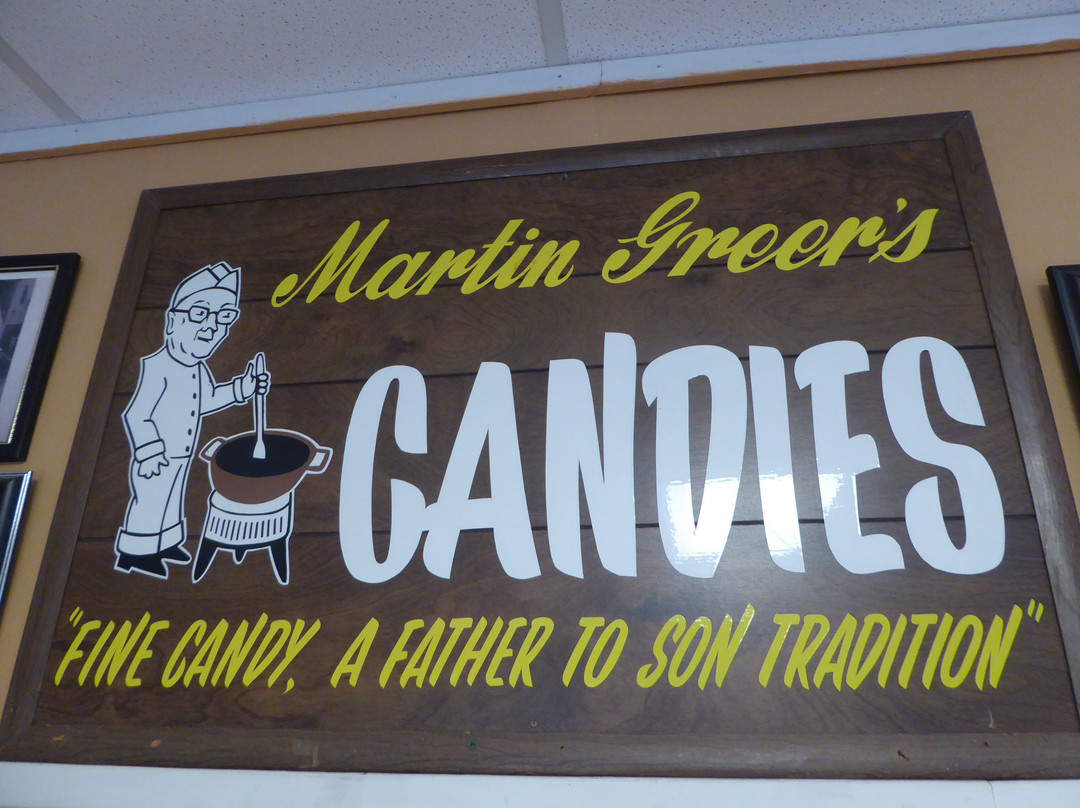 Martin Greer's
CANDIES
"FINE CANDY, A FATHER TO SON TRADITION"